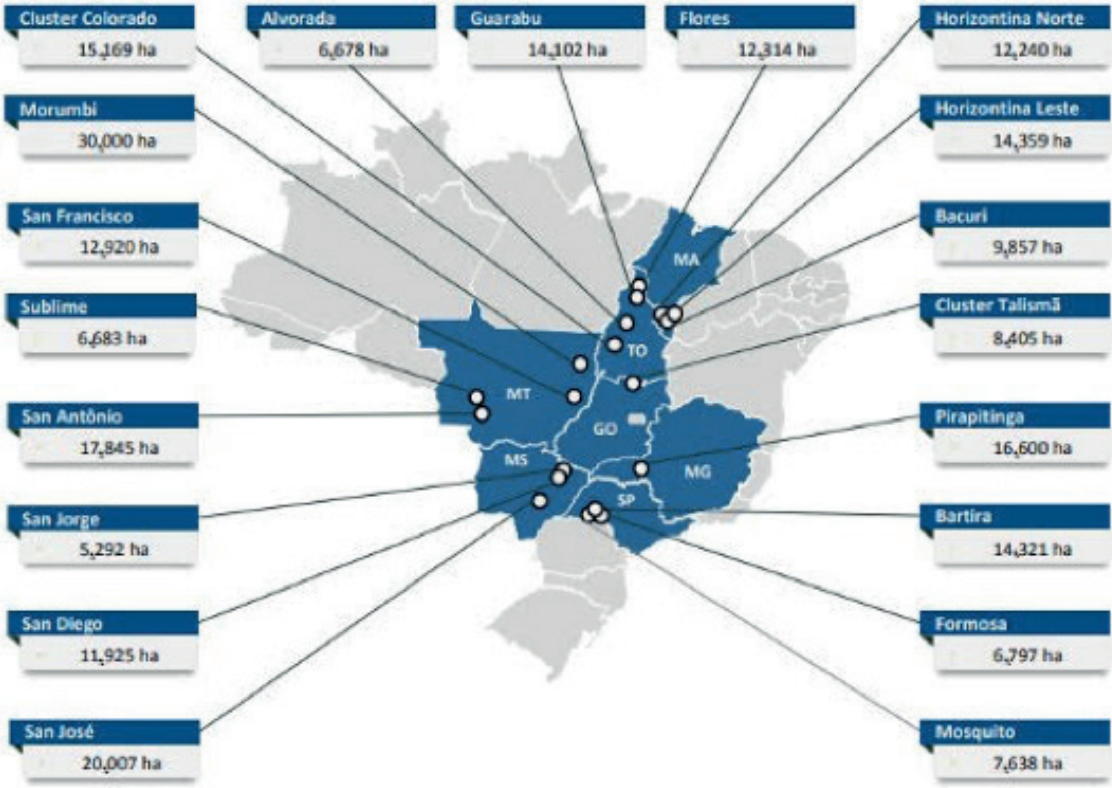 Cluster Colorado
15,169 ha
Alvorada
6,678 ha
Guarabu
14,102 ha
Flores
12,314 ha
Horizontina Norte
12,240 ha
Morumbi
30,000 ha
Horizontina Leste
14,359 ha
San Francisco
12,920 ha
Bacuri
9,857 ha
Sublime
6,683 ha
Cluster Talismã
8,405 ha
San Antônio
17,845 ha
Pirapitinga
16,600 ha
San Jorge
5,292 ha
Bartira
14,321 ha
San Diego
11,925 ha
Formosa
6,797 ha
San José
20,007 ha
Mosquito
7,638 ha
MA
TO
MT
GO
MS
MG
SP